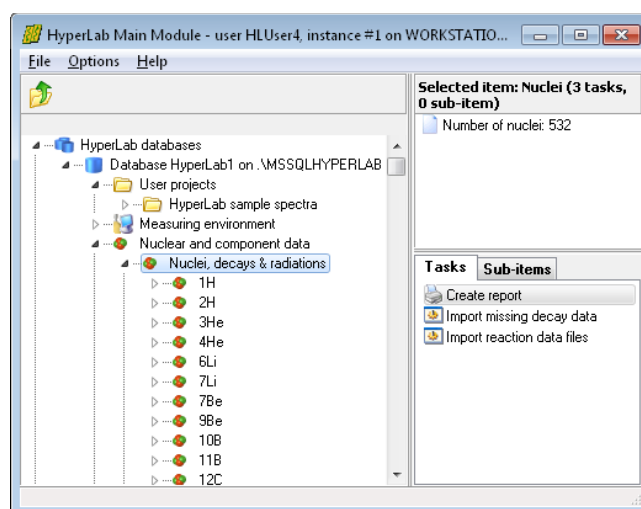 HyperLab Main Module - user HLUser4, instance #1 on WORKSTATIO...
File Options Help
HyperLab databases
Database HyperLab1 on .\MSSQLHYPERLAB
User projects
HyperLab sample spectra
Measuring environment
Nuclear and component data
Nuclei, decays & radiations
1H
2H
3He
4He
6Li
7Li
7Be
9Be
10B
11B
12C
Selected item: Nuclei (3 tasks,
0 sub-item)
Number of nuclei: 532
Tasks Sub-items
Create report
Import missing decay data
Import reaction data files